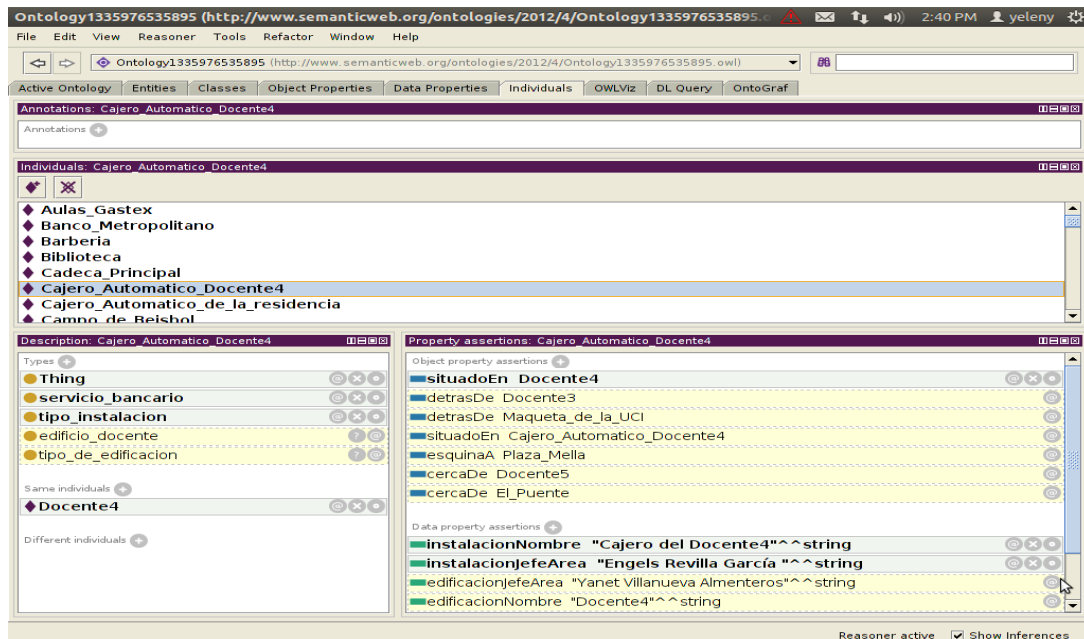 Ontology1335976535895 (http://www.semanticweb.org/ontologies/2012/4/Ontology1335976535895.o 2:40 PM yeleny
File Edit View Reasoner Tools Refactor Window Help
Ontology1335976535895 (http://www.semanticweb.org/ontologies/2012/4/Ontology1335976535895.owl)
Active Ontology Entities Classes Object Properties Data Properties Individuals OWLViz DL Query OntoGraf
Annotations: Cajero_Automatico_Docente4
Annotations
Individuals: Cajero_Automatico_Docente4
Aulas_Gastex
Banco_Metropolitano
Barberia
Biblioteca
Cadeca_Principal
Cajero_Automatico_Docente4
Cajero_Automatico_de_la_residencia
Campo_de_Beisbol
Description: Cajero_Automatico_Docente4
Types
Thing
servicio_bancario
tipo_instalacion
edificio_docente
tipo_de_edificacion
Same individuals
Docente4
Different individuals
Property assertions: Cajero_Automatico_Docente4
Object property assertions
situadoEn Docente4
detrasDe Docente3
detrasDe Maqueta_de_la_UCI
situadoEn Cajero_Automatico_Docente4
esquinaA Plaza_Mella
cercaDe Docente5
cercaDe El_Puente
Data property assertions
instalacionNombre "Cajero del Docente4"^^string
instalacionJefeArea "Engels Revilla García "^^string
edificacionJefeArea "Yanet Villanueva Almenteros"^^string
edificacionNombre "Docente4"^^string
Reasoner active Show Inferences